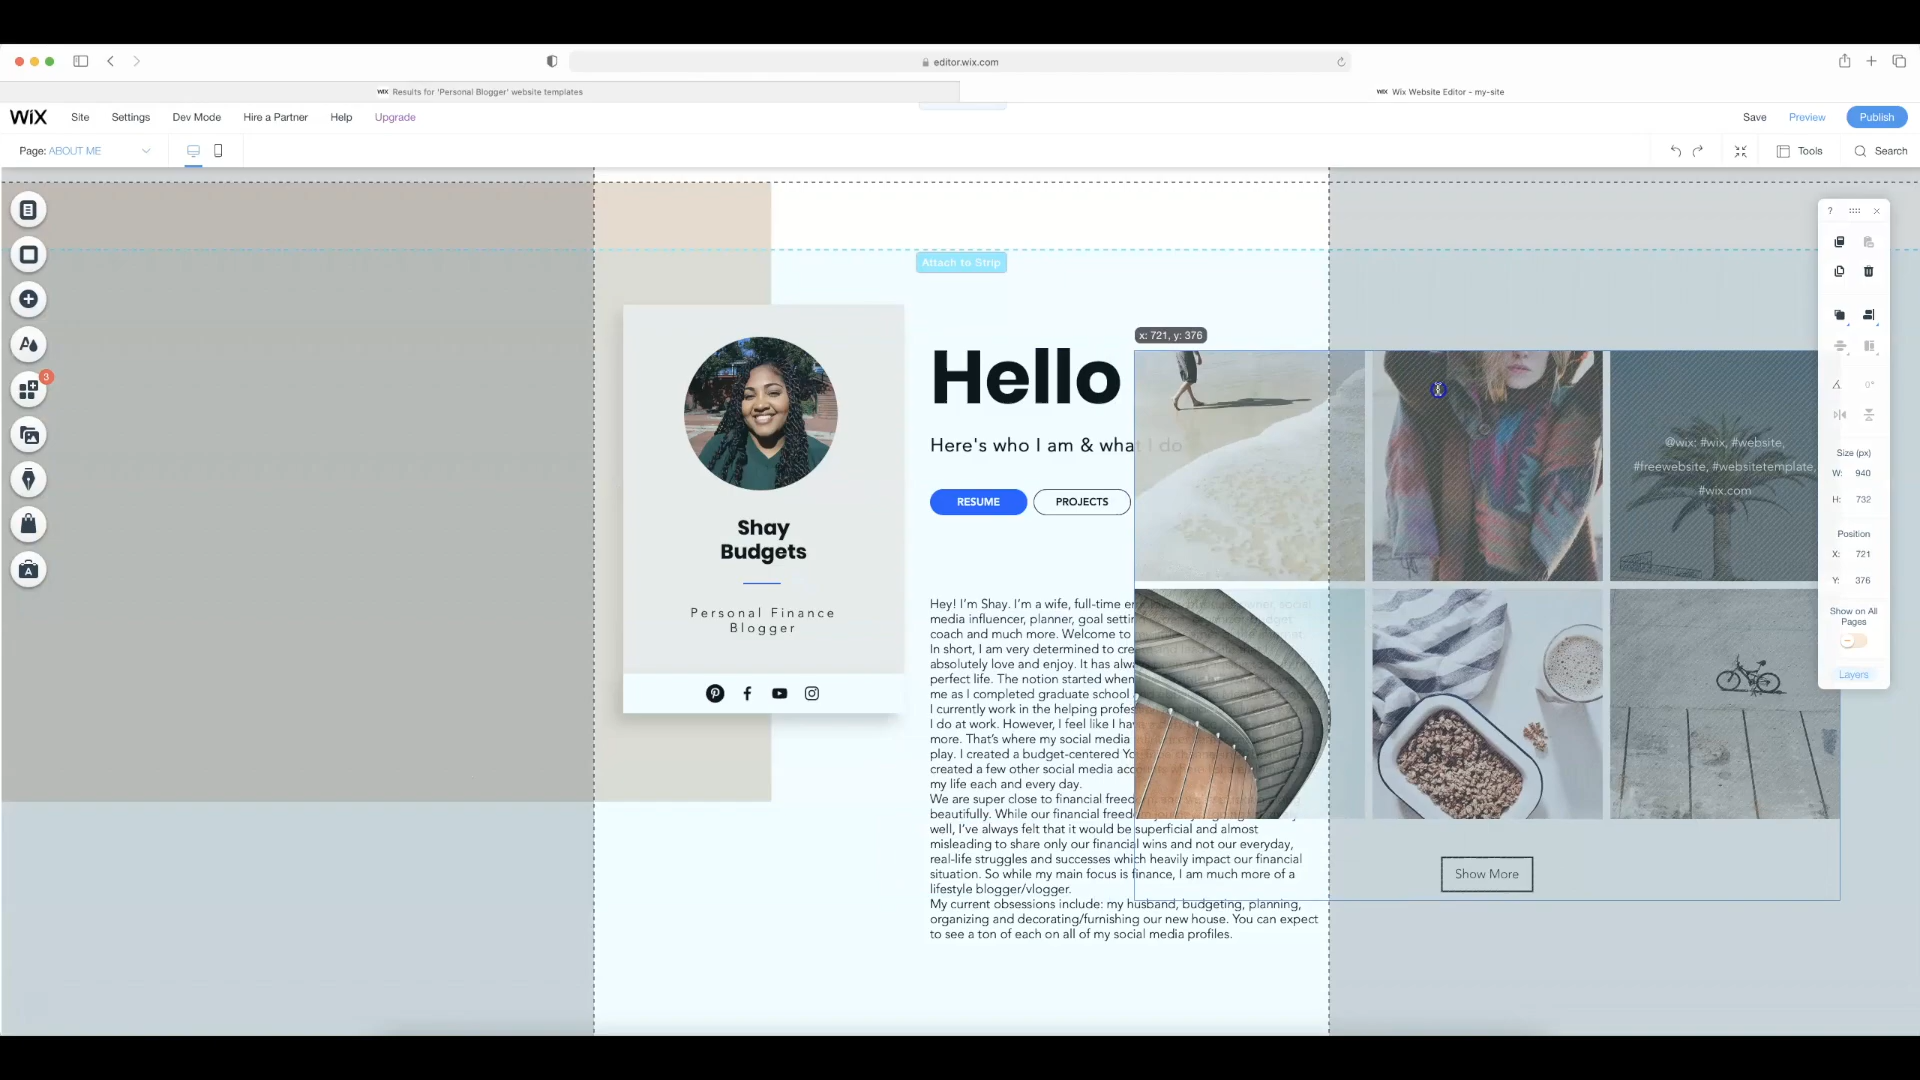 editor.wix.com
WiX Results for 'Personal Blogger' website templates
WiX Wix Website Editor - my-site
WiX Site Settings Dev Mode Hire a Partner Help Upgrade
Save Preview Publish
Page: ABOUT ME
Tools Search
3
Attach to Strip
x: 721, y: 376
Hello
Here's who I am & what I do
RESUME PROJECTS
Shay
Budgets
Personal Finance
Blogger
Hey! I'm Shay. I'm a wife, full-time
media influencer, planner, goal
coach and much more. Welcome to
In short, I am very determined to
absolutely love and enjoy. It has
perfect life. The notion started when
me as I completed graduate school
I currently work in the helping
I do at work. However, I feel like I
more. That's where my social media
play. I created a budget-centered
created a few other social media
my life each and every day.
We are super close to financial
beautifully. While our financial
well, I've always felt that it would be superficial and almost
misleading to share only our financial wins and not our everyday,
real-life struggles and successes which heavily impact our financial
situation. So while my main focus is finance, I am much more of a
lifestyle blogger/vlogger.
My current obsessions include: my husband, budgeting, planning,
organizing and decorating/furnishing our new house. You can expect
to see a ton of each on all of my social media profiles.
@wix: #wix, #website,
#freewebsite, #websitetemplate,
#wix.com
Show More
?
0°
Size (px)
W: 940
H: 732
Position
X: 721
Y: 376
Show on All
Pages
Layers